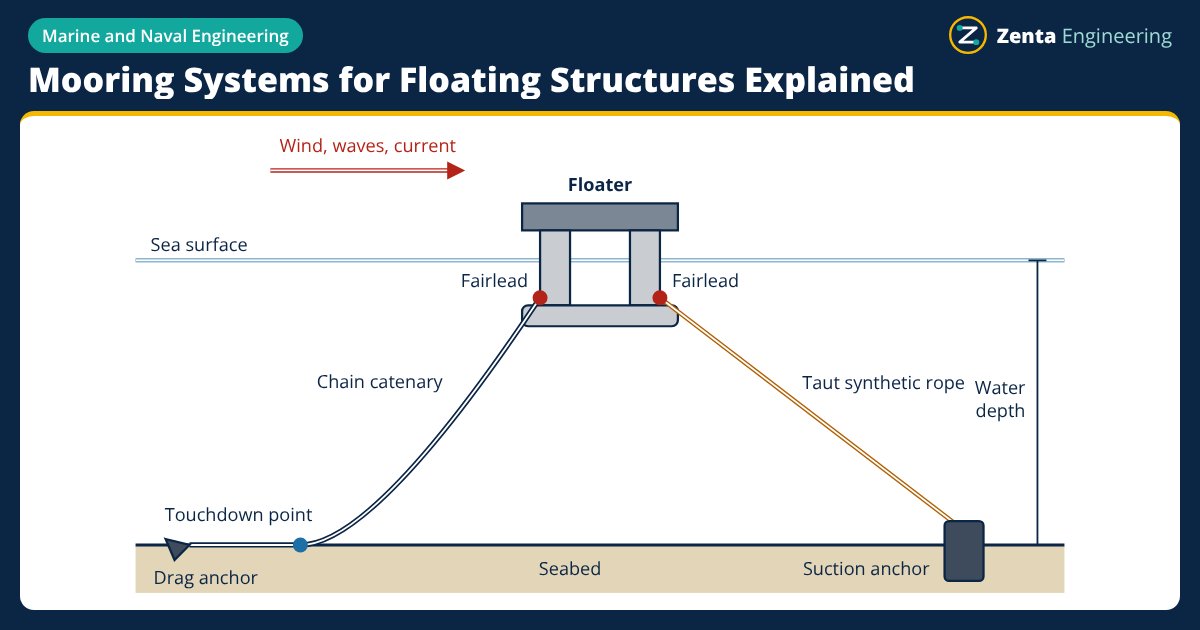 Marine and Naval Engineering
Zenta Engineering
Mooring Systems for Floating Structures Explained
Wind, waves, current
Floater
Sea surface
Fairlead
Fairlead
Chain catenary
Taut synthetic rope
Water
depth
Touchdown point
Drag anchor
Seabed
Suction anchor